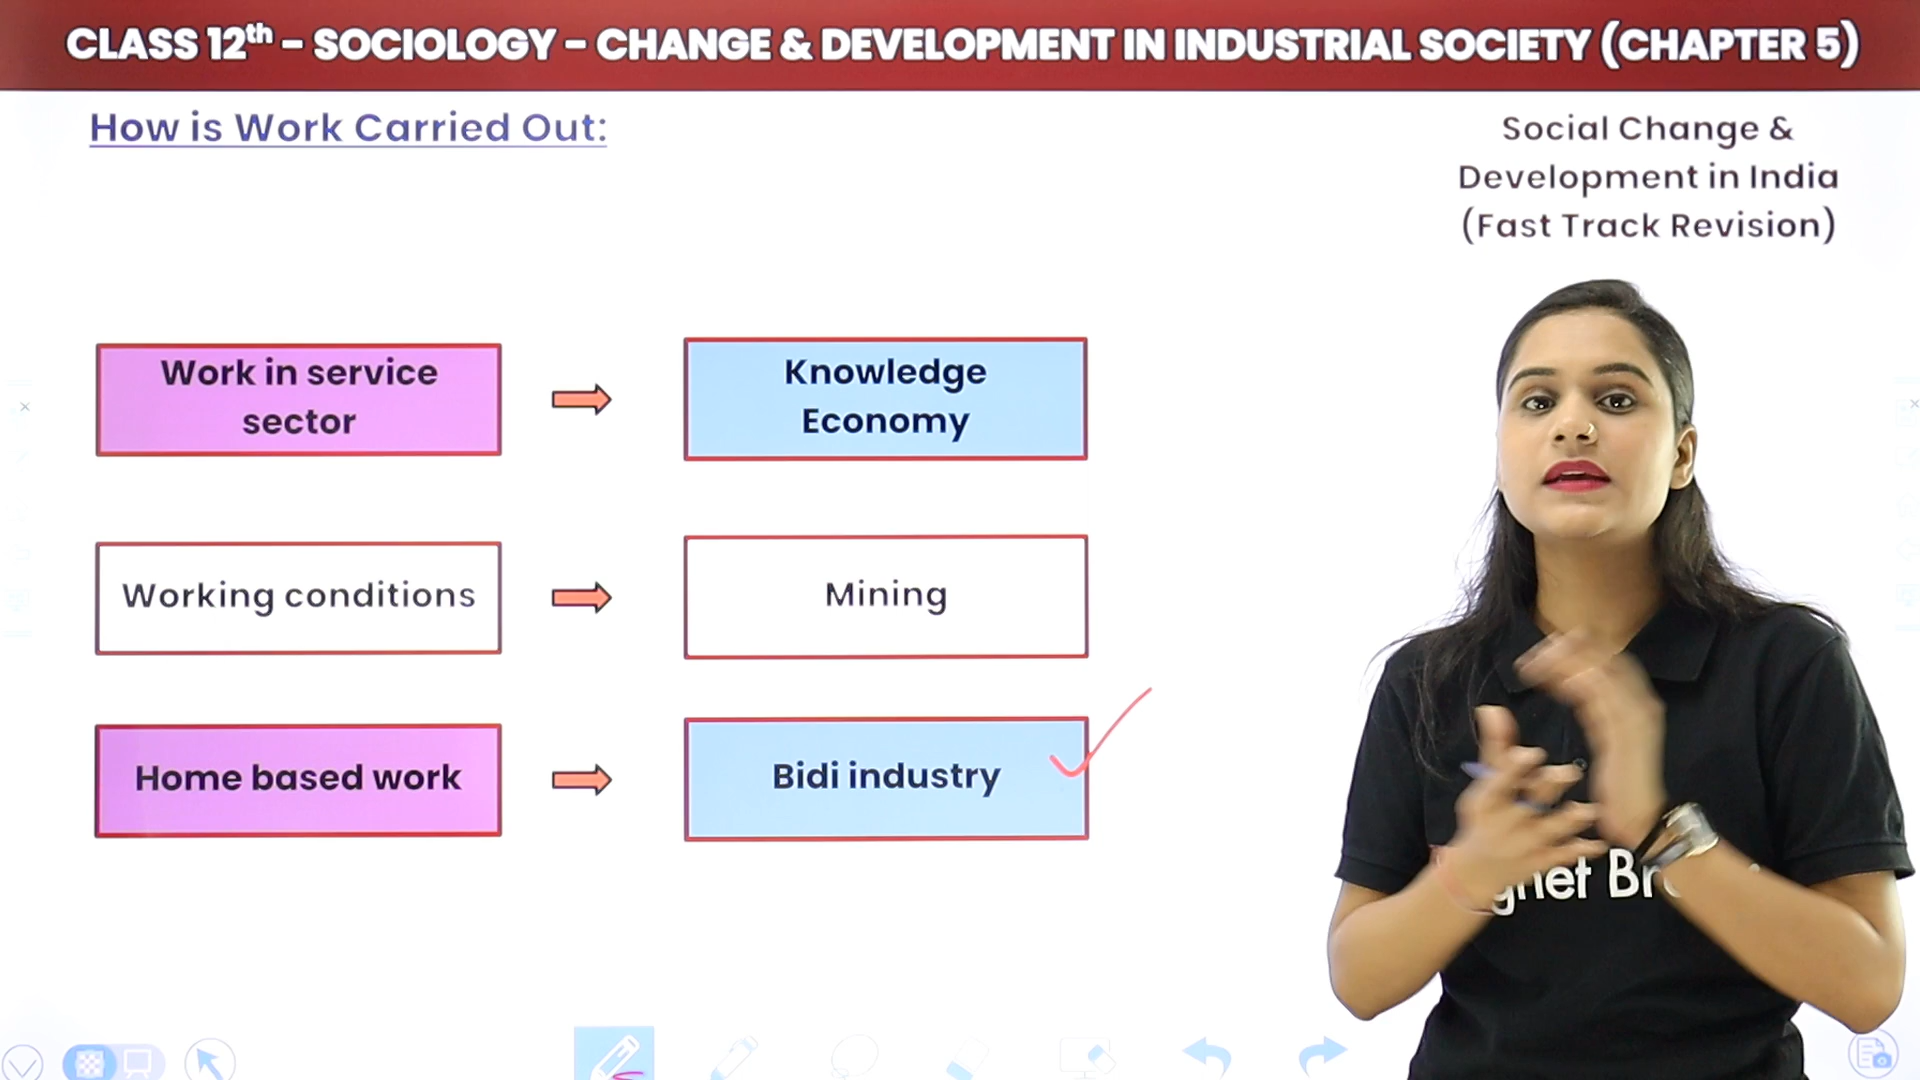 CLASS 12th – SOCIOLOGY – CHANGE & DEVELOPMENT IN INDUSTRIAL SOCIETY (CHAPTER 5)
How is Work Carried Out:
Social Change &
Development in India
(Fast Track Revision)
Work in service
sector
Knowledge
Economy
Working conditions
Mining
Home based work
Bidi industry